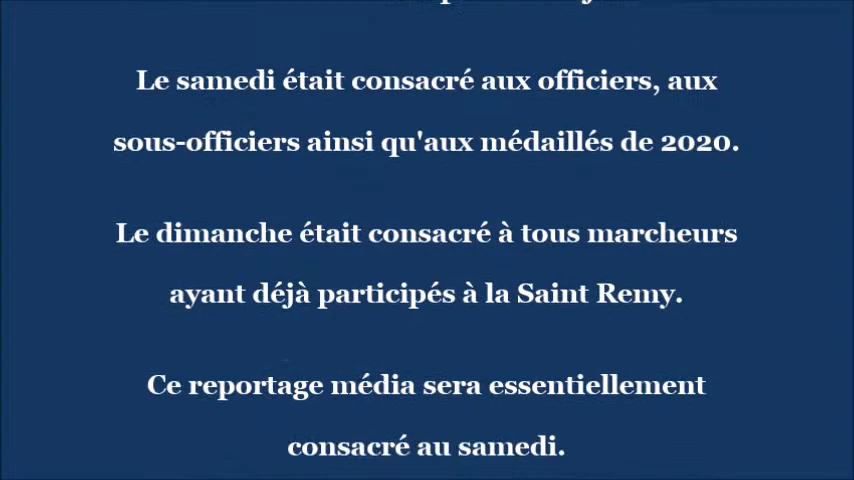 Le samedi était consacré aux officiers, aux
sous-officiers ainsi qu'aux médaillés de 2020.
Le dimanche était consacré à tous marcheurs
ayant déjà participés à la Saint Remy.
Ce reportage média sera essentiellement
consacré au samedi.